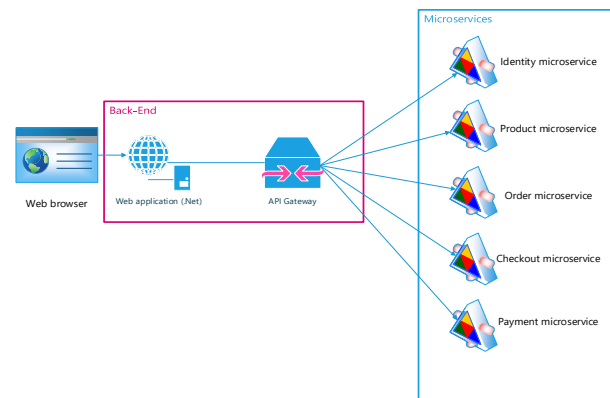 Microservices
Identity microservice
Back-End
Product microservice
Web browser
Web application (.Net)
API Gateway
Order microservice
Checkout microservice
Payment microservice